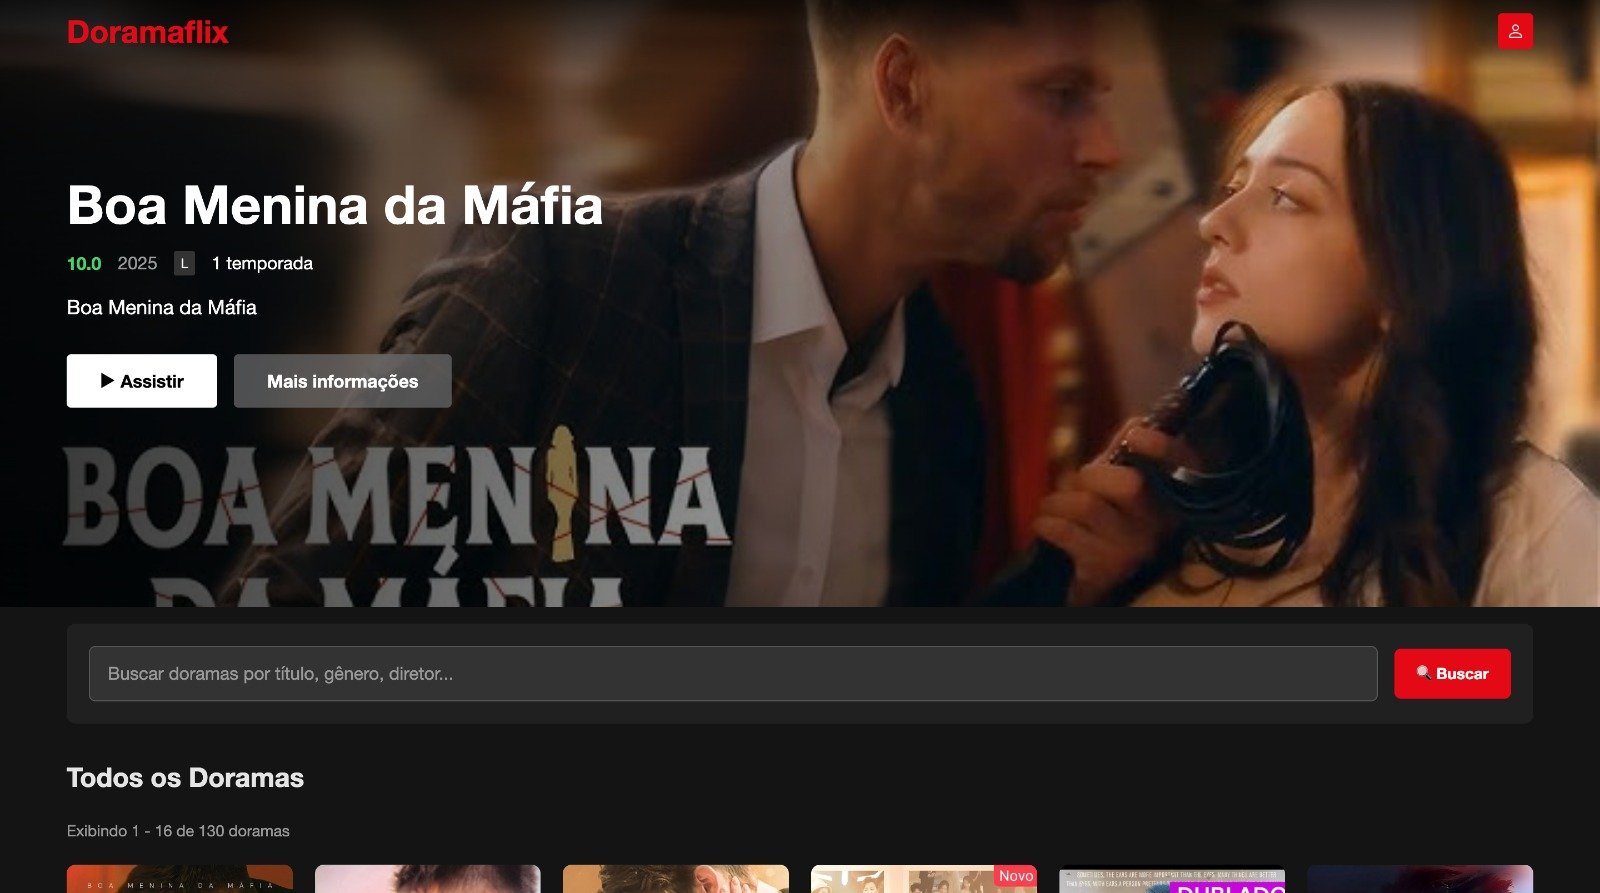 Doramaflix
Boa Menina da Máfia
10.0 2025 L 1 temporada
Boa Menina da Máfia
▶ Assistir
Mais informações
BOA MENINA
DA MÁFIA
Buscar doramas por título, gênero, diretor...
Buscar
Todos os Doramas
Exibindo 1 - 16 de 130 doramas
BOA MENINA DA MÁFIA
Novo
DUBLADO